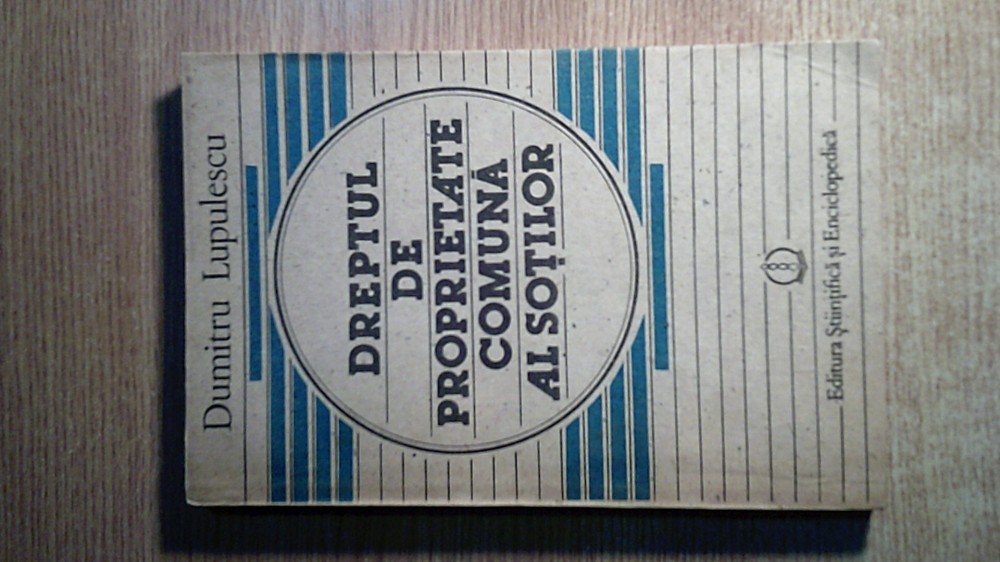 Dumitru Lupulescu
DREPTUL
DE
PROPRIETATE
COMUNĂ
AL SOȚILOR
Editura Științifică și Enciclopedică